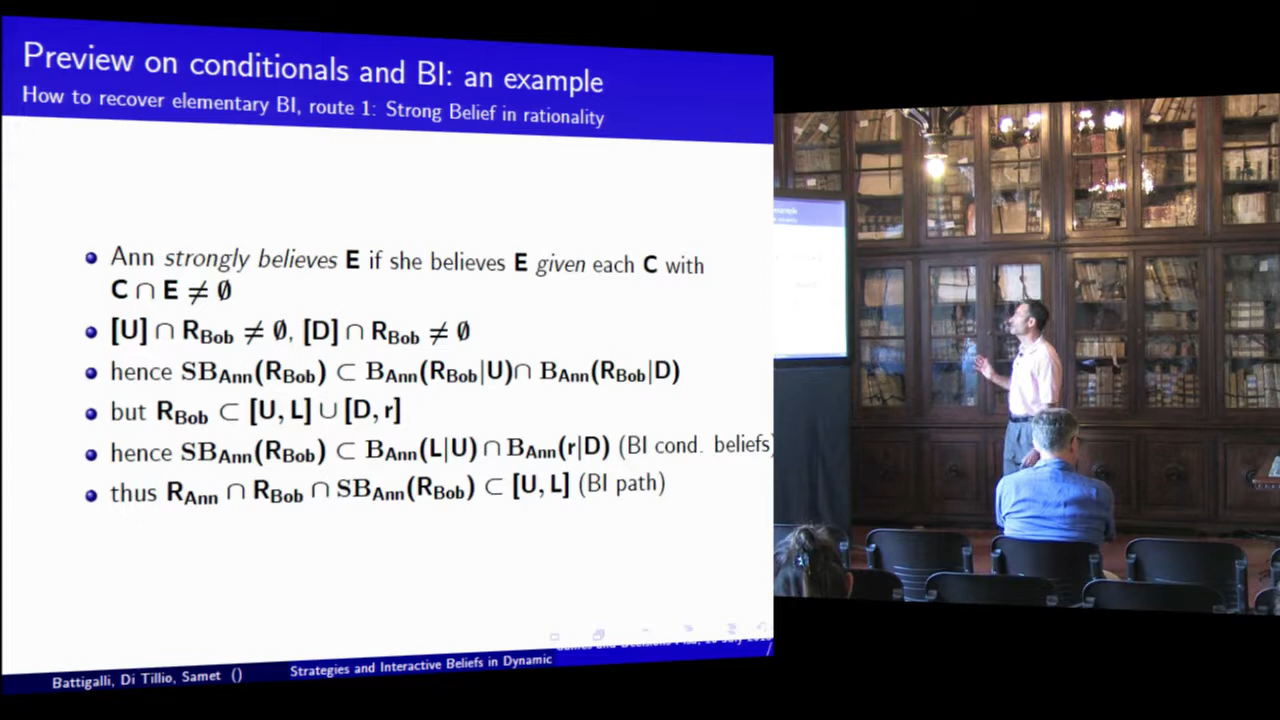 Preview on conditionals and BI: an example
How to recover elementary BI, route 1: Strong Belief in rationality
Ann strongly believes E if she believes E given each C with
C ∩ E ≠ ∅
[U] ∩ R_Bob ≠ ∅, [D] ∩ R_Bob ≠ ∅
hence SB_Ann(R_Bob) ⊂ B_Ann(R_Bob|U)∩ B_Ann(R_Bob|D)
but R_Bob ⊂ [U, L] ∪ [D, r]
hence SB_Ann(R_Bob) ⊂ B_Ann(L|U) ∩ B_Ann(r|D) (BI cond. beliefs)
thus R_Ann ∩ R_Bob ∩ SB_Ann(R_Bob) ⊂ [U, L] (BI path)
Battigalli, Di Tillio, Samet ()
Strategies and Interactive Beliefs in Dynamic